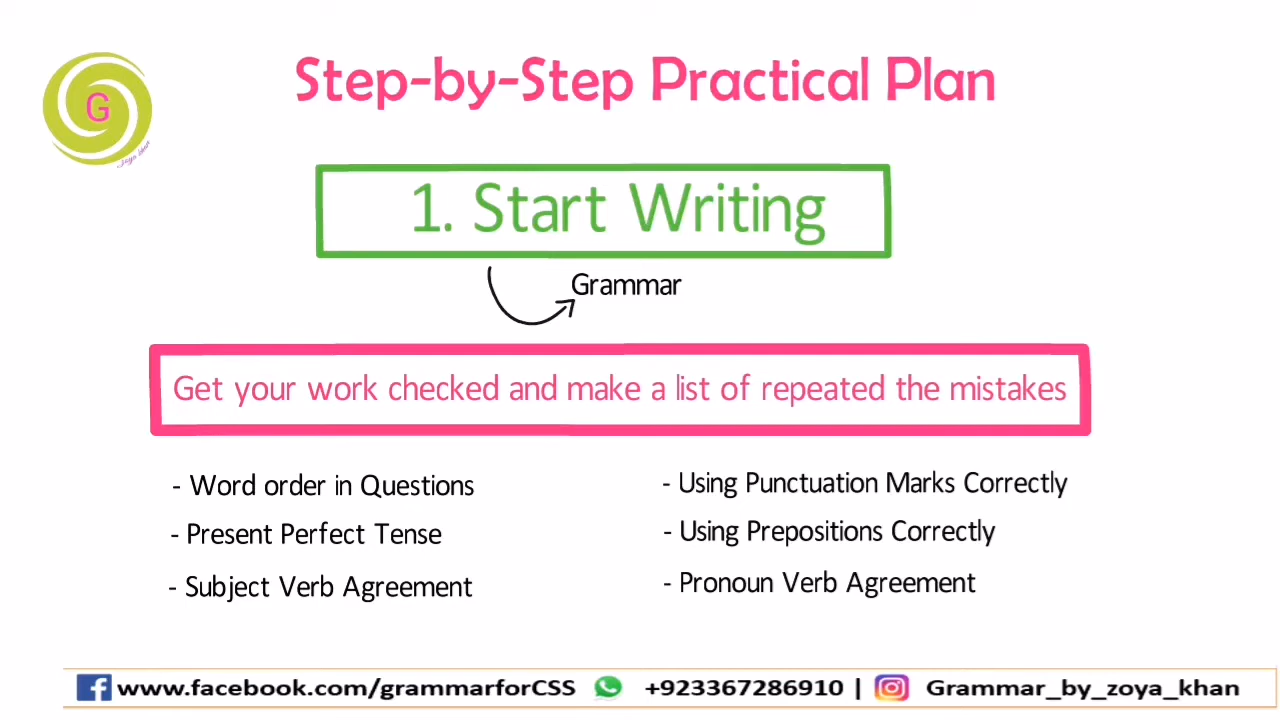 Step-by-Step Practical Plan
G
Zoya khan
1. Start Writing
Grammar
Get your work checked and make a list of repeated the mistakes
- Word order in Questions
- Present Perfect Tense
- Subject Verb Agreement
- Using Punctuation Marks Correctly
- Using Prepositions Correctly
- Pronoun Verb Agreement
www.facebook.com/grammarforCSS +923367286910 | Grammar_by_zoya_khan